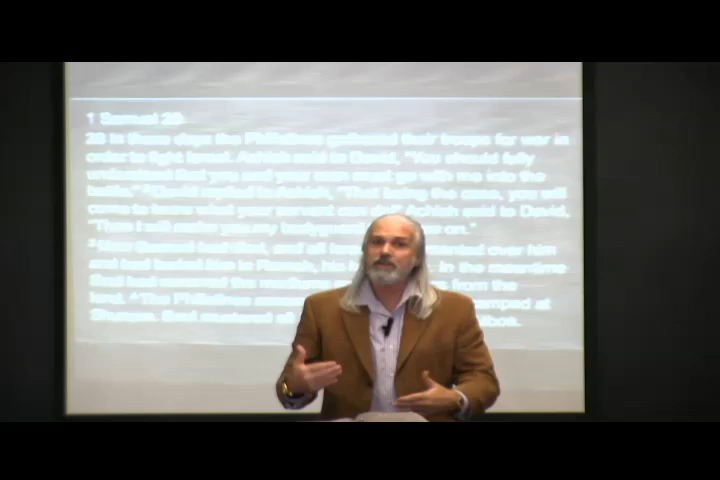 1 Samuel 28
28 In those days the Philistines gathered their troops for war in
order to fight Israel. Achish said to David, "You should fully
understand that you and your men must go with me into the
battle." ² David replied to Achish, "That being the case, you will
come to know what your servant can do!" Achish said to David,
"Then I will make you my bodyguard on."
³ Now Samuel had died, and all over him
and had buried him in Ramah, his In the meantime
Saul had removed the from the
land. ⁴ The Philistines camped at
Shunem. Saul mustered all